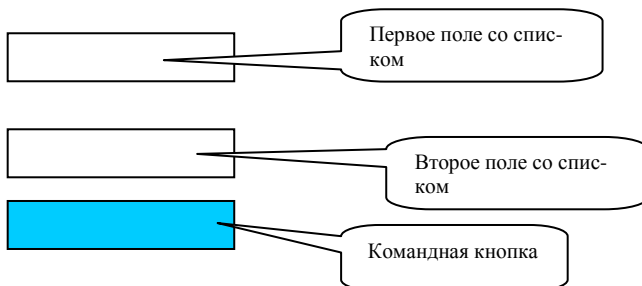 Первое поле со спис-
ком
Второе поле со спис-
ком
Командная кнопка